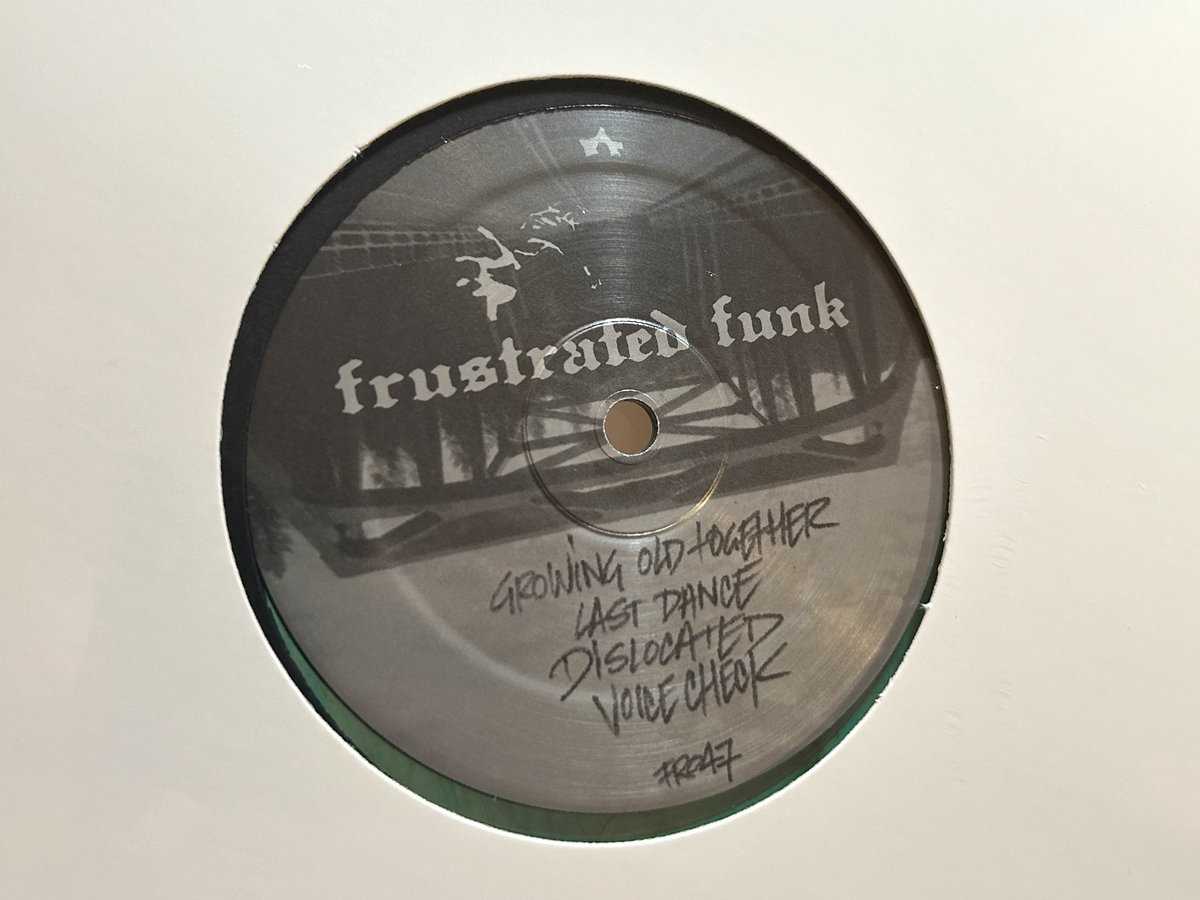 frustrated funk
GROWING OLD TOGETHER
LAST DANCE
DISLOCATED
VOICE CHECK
FR047